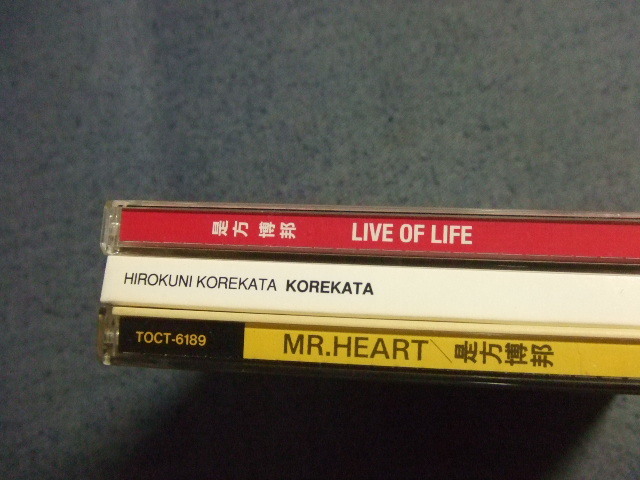 是方博邦 LIVE OF LIFE
HIROKUNI KOREKATA KOREKATA
TOCT-6189 MR.HEART\是方博邦